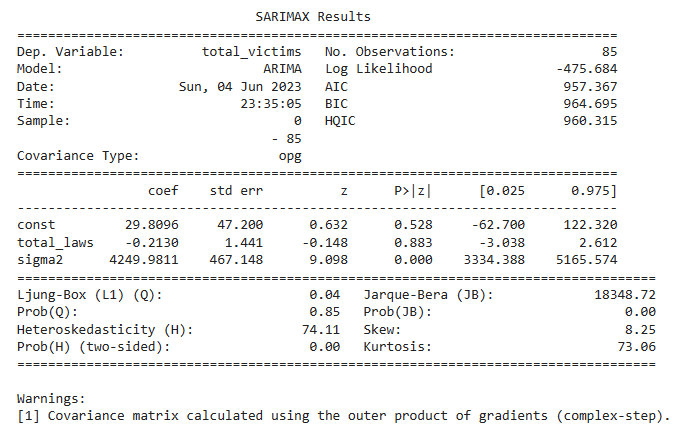 SARIMAX Results
==============================================================================
Dep. Variable:          total_victims   No. Observations:                   85
Model:                          ARIMA   Log Likelihood                -475.684
Date:                Sun, 04 Jun 2023   AIC                            957.367
Time:                        23:35:05   BIC                            964.695
Sample:                             0   HQIC                           960.315
                                 - 85
Covariance Type:                  opg
==============================================================================
                 coef    std err          z      P>|z|      [0.025      0.975]
------------------------------------------------------------------------------
const         29.8096     47.200      0.632      0.528     -62.700     122.320
total_laws    -0.2130      1.441     -0.148      0.883      -3.038       2.612
sigma2      4249.9811    467.148      9.098      0.000    3334.388    5165.574
===================================================================================
Ljung-Box (L1) (Q):                   0.04   Jarque-Bera (JB):             18348.72
Prob(Q):                              0.85   Prob(JB):                         0.00
Heteroskedasticity (H):              74.11   Skew:                             8.25
Prob(H) (two-sided):                  0.00   Kurtosis:                        73.06
===================================================================================

Warnings:
[1] Covariance matrix calculated using the outer product of gradients (complex-step).